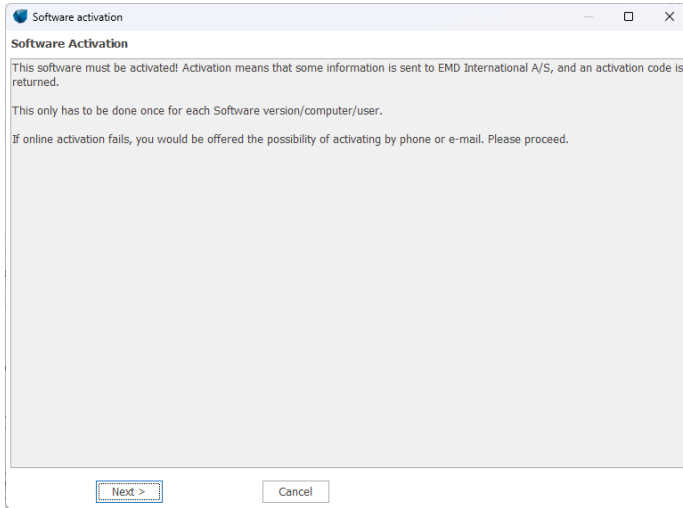 Software activation
Software Activation
This software must be activated! Activation means that some information is sent to EMD International A/S, and an activation code is
returned.
This only has to be done once for each Software version/computer/user.
If online activation fails, you would be offered the possibility of activating by phone or e-mail. Please proceed.
Next >
Cancel